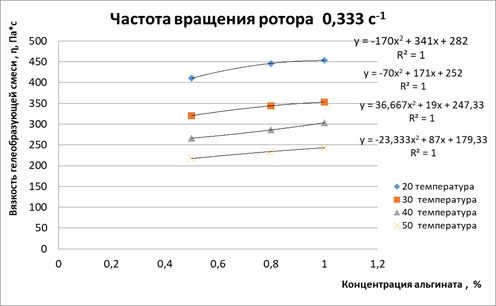 Частота вращения ротора 0,333 с⁻¹
Вязкость гелеобразующей смеси , η, Па*с
500
450
400
350
300
250
200
150
100
50
0
0
0,2
0,4
0,6
0,8
1
1,2
Концентрация альгината , %
y = -170x² + 341x + 282
R² = 1
y = -70x² + 171x + 252
R² = 1
y = 36,667x² + 19x + 247,33
R² = 1
y = -23,333x² + 87x + 179,33
R² = 1
20 температура
30 температура
40 температура
50 температура